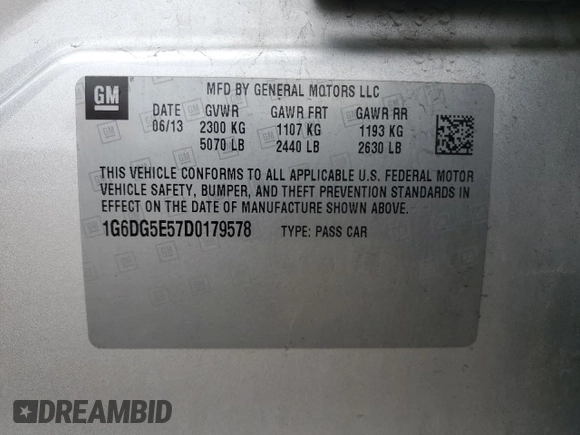 GM
MFD BY GENERAL MOTORS LLC
DATE GVWR GAWR FRT GAWR RR
06/13 2300 KG 1107 KG 1193 KG
5070 LB 2440 LB 2630 LB
THIS VEHICLE CONFORMS TO ALL APPLICABLE U.S. FEDERAL MOTOR
VEHICLE SAFETY, BUMPER, AND THEFT PREVENTION STANDARDS IN
EFFECT ON THE DATE OF MANUFACTURE SHOWN ABOVE.
1G6DG5E57D0179578 TYPE: PASS CAR
DREAMBID